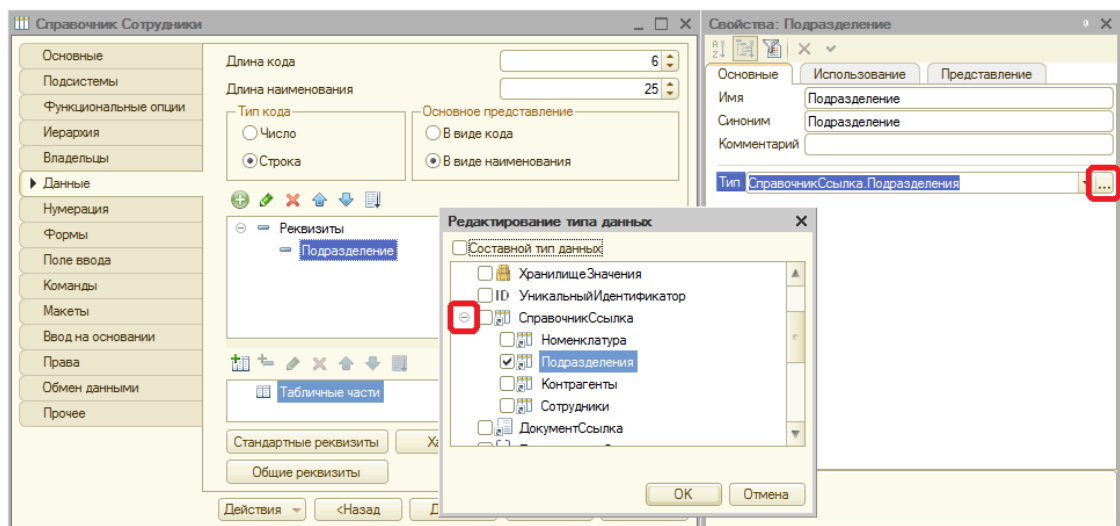 Справочник Сотрудники
Основные
Подсистемы
Функциональные опции
Иерархия
Владельцы
Данные
Нумерация
Формы
Поле ввода
Команды
Макеты
Ввод на основании
Права
Обмен данными
Прочее
Длина кода 6
Длина наименования 25
Тип кода
Число
Строка
Основное представление
В виде кода
В виде наименования
Реквизиты
Подразделение
Табличные части
Стандартные реквизиты
Общие реквизиты
Действия
<Назад
Редактирование типа данных
Составной тип данных
ХранилищеЗначения
ID УникальныйИдентификатор
СправочникСсылка
Номенклатура
Подразделения
Контрагенты
Сотрудники
ДокументСсылка
OK Отмена
Свойства: Подразделение
Основные Использование Представление
Имя Подразделение
Синоним Подразделение
Комментарий
Тип СправочникСсылка.Подразделения ...